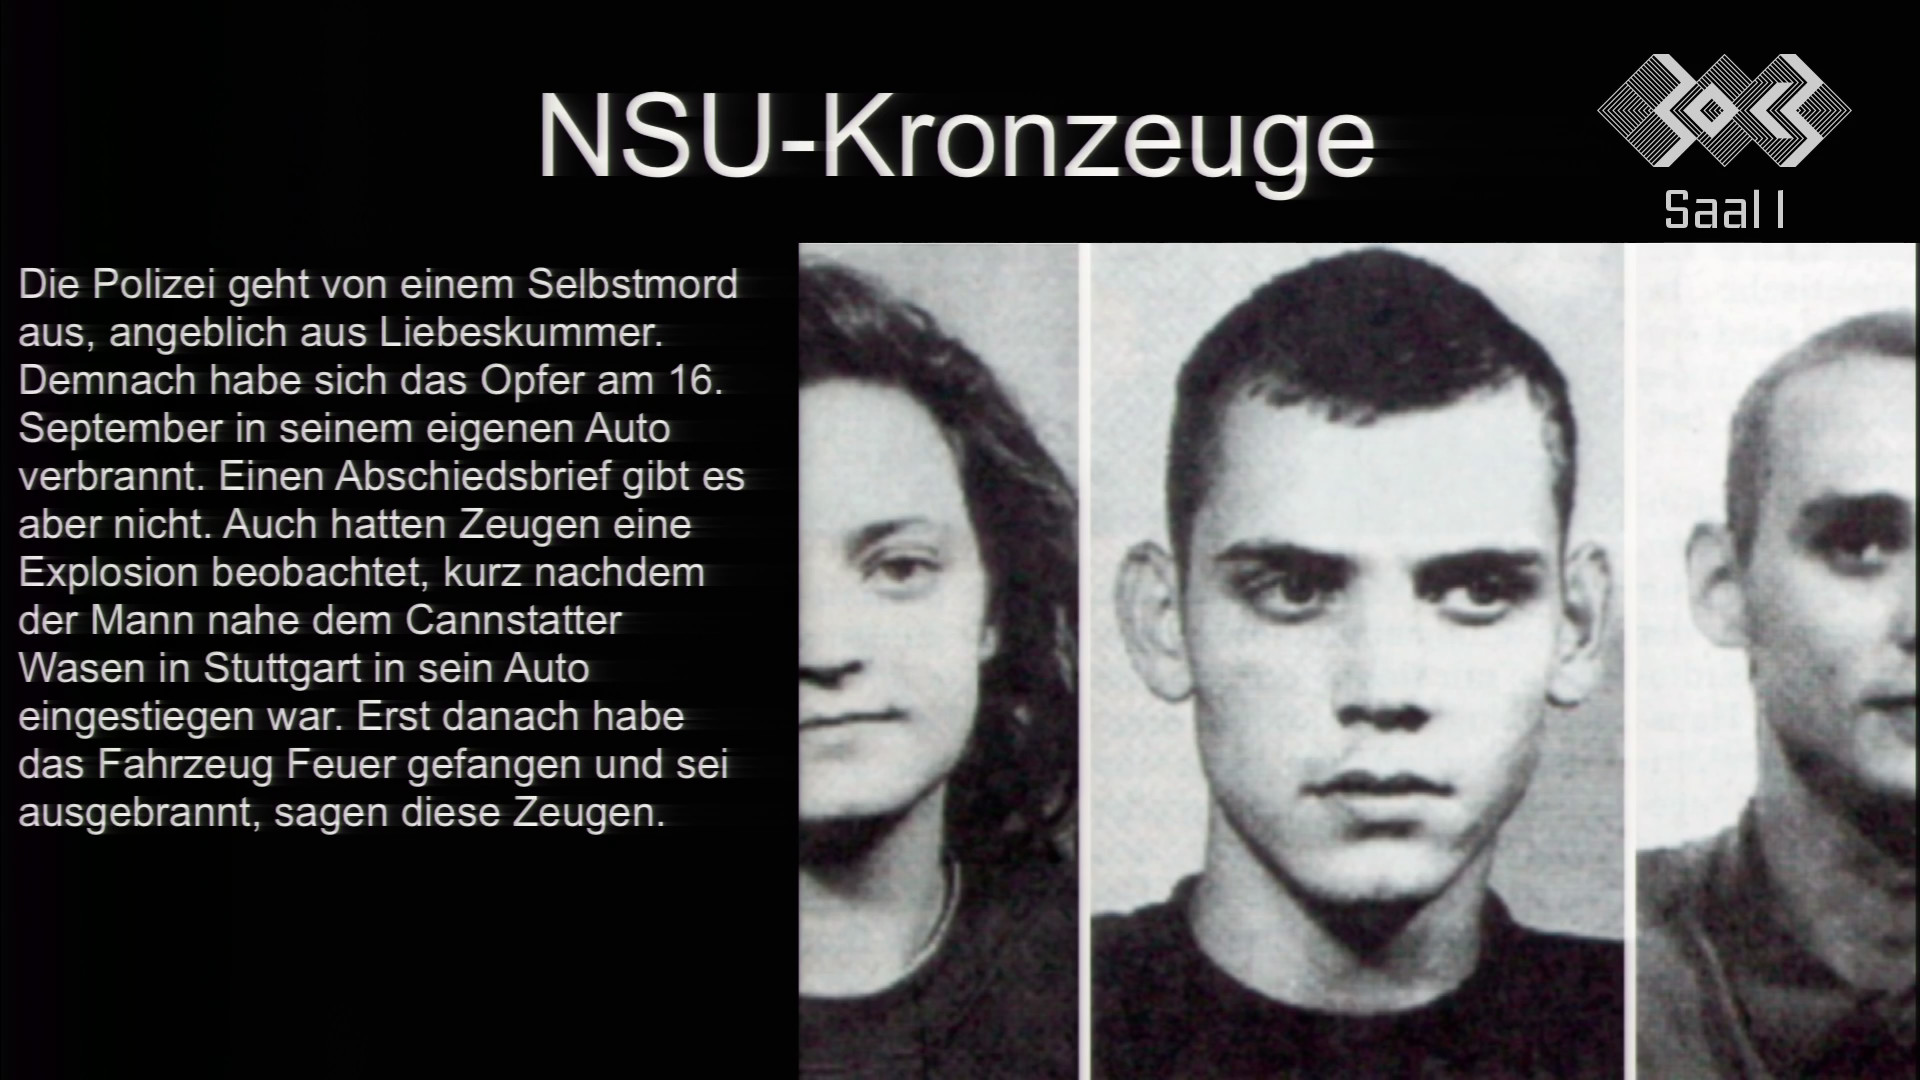 NSU-Kronzeuge
30C3
Saal 1
Die Polizei geht von einem Selbstmord
aus, angeblich aus Liebeskummer.
Demnach habe sich das Opfer am 16.
September in seinem eigenen Auto
verbrannt. Einen Abschiedsbrief gibt es
aber nicht. Auch hatten Zeugen eine
Explosion beobachtet, kurz nachdem
der Mann nahe dem Cannstatter
Wasen in Stuttgart in sein Auto
eingestiegen war. Erst danach habe
das Fahrzeug Feuer gefangen und sei
ausgebrannt, sagen diese Zeugen.